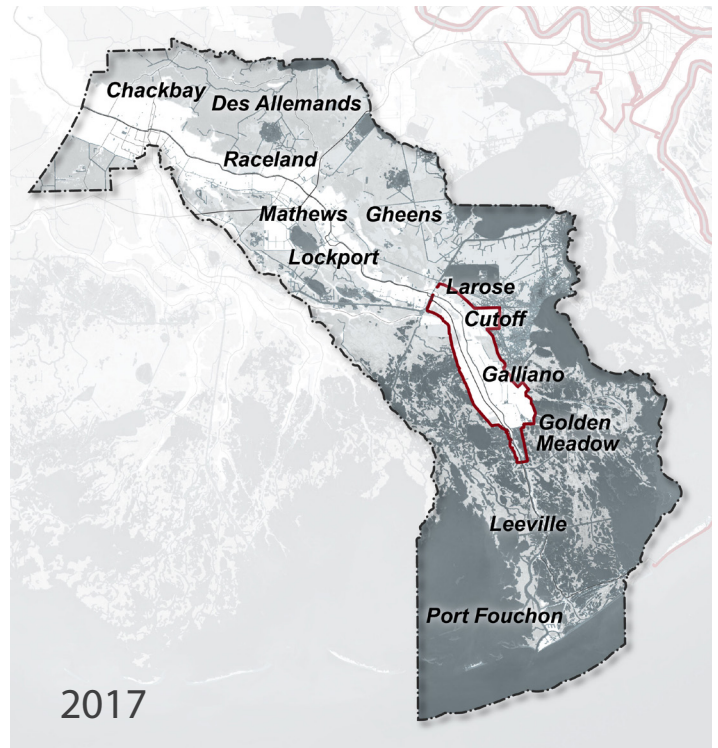 Chackbay
Des Allemands
Raceland
Mathews
Gheens
Lockport
Larose
Cutoff
Galliano
Golden
Meadow
Leeville
Port Fouchon
2017